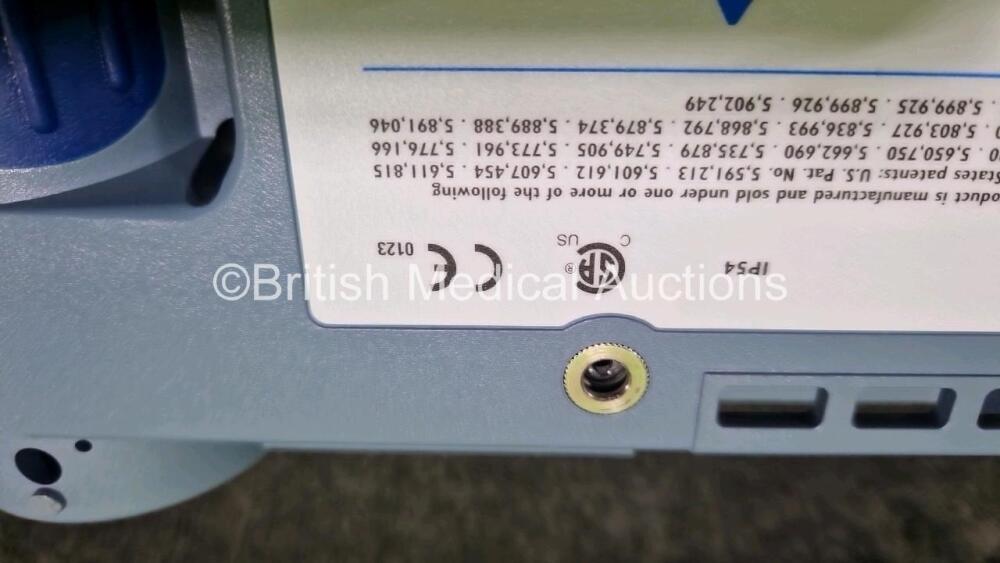 IP54
C SA ® US
CE 0123
oduct is manufactured and sold under one or more of the following
States patents: U.S. Pat. No. 5,591,213 . 5,601,612 . 5,607,454 . 5,611,815
0 . 5,650,750 . 5,662,690 . 5,735,879 . 5,749,905 . 5,773,961 . 5,776,166
0 . 5,803,927 . 5,836,993 . 5,868,792 . 5,879,374 . 5,889,388 . 5,891,046
. 5,899,925 . 5,899,926 . 5,902,249
©British Medical Auctions